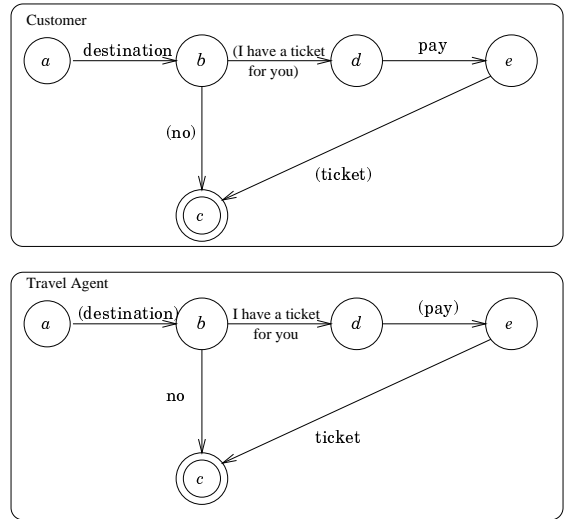 Customer
a
destination
b
(I have a ticket
for you)
d
pay
e
(no)
(ticket)
c
Travel Agent
a
(destination)
b
I have a ticket
for you
d
(pay)
e
no
ticket
c